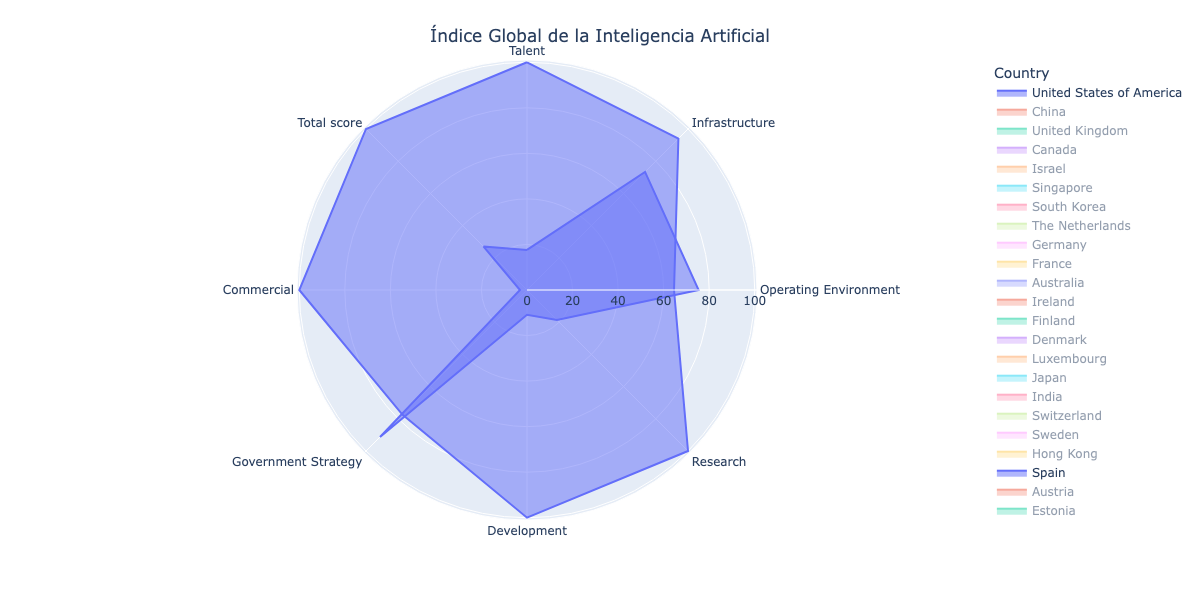 Índice Global de la Inteligencia Artificial
Talent
Total score
Infrastructure
Commercial
0 20 40 60 80 100
Operating Environment
Government Strategy
Research
Development
Country
United States of America
China
United Kingdom
Canada
Israel
Singapore
South Korea
The Netherlands
Germany
France
Australia
Ireland
Finland
Denmark
Luxembourg
Japan
India
Switzerland
Sweden
Hong Kong
Spain
Austria
Estonia